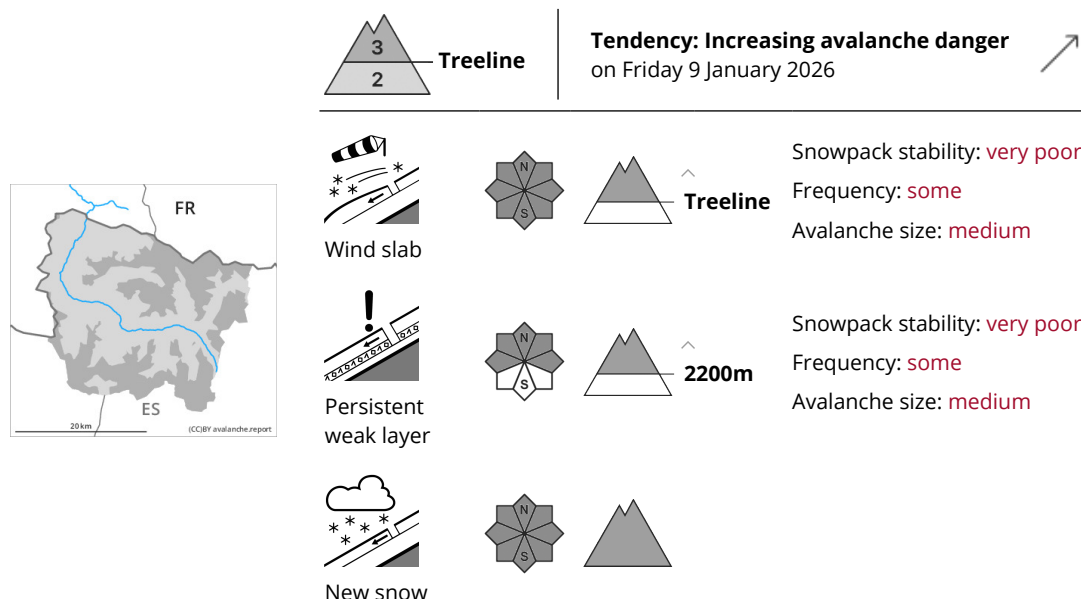 3
2
Treeline
Tendency: Increasing avalanche danger
on Friday 9 January 2026
N
S
Treeline
Snowpack stability: very poor
Frequency: some
Avalanche size: medium
Wind slab
FR
ES
20 km
(CC)BY avalanche.report
N
S
2200m
Snowpack stability: very poor
Frequency: some
Avalanche size: medium
Persistent
weak layer
N
S
New snow